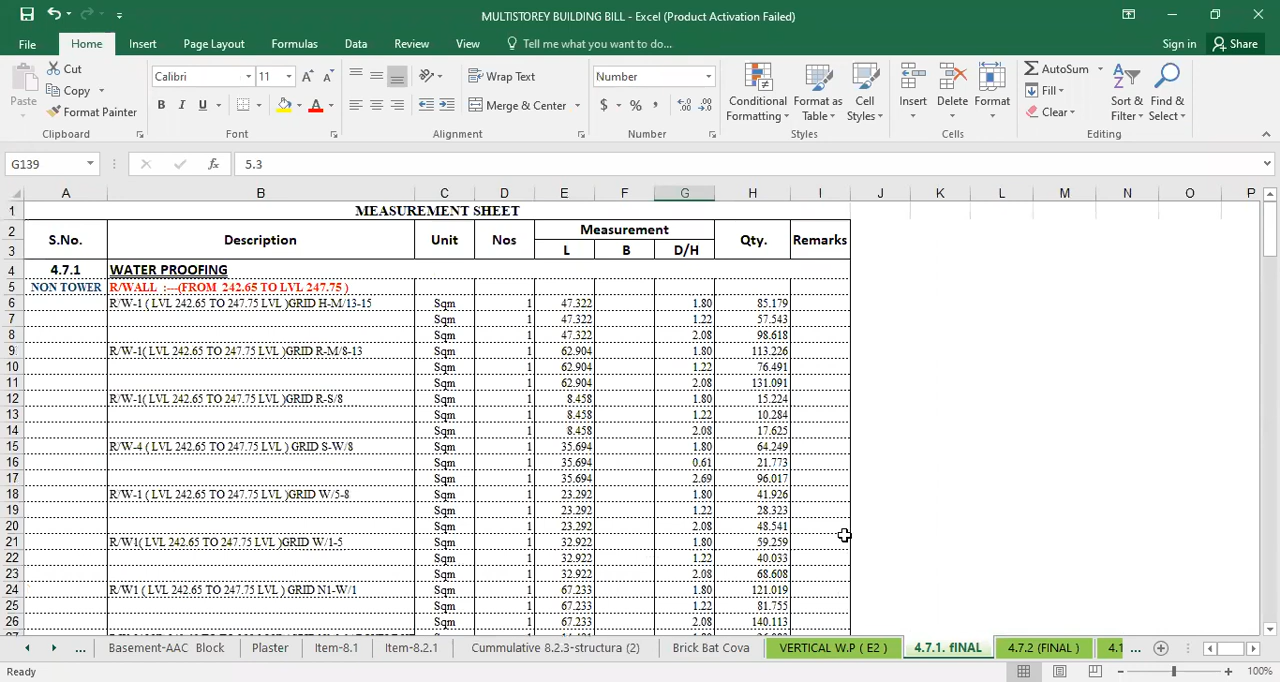 MULTISTOREY BUILDING BILL - Excel (Product Activation Failed)
File Home Insert Page Layout Formulas Data Review View Tell me what you want to do... Sign in Share
Paste Cut Copy Format Painter Clipboard
Calibri 11 B I U A Font
Wrap Text Merge & Center Alignment
Number $ % , Number
Conditional Formatting Format as Table Cell Styles Styles
Insert Delete Format Cells
AutoSum Fill Clear Sort & Filter Find & Select Editing
G139 fx 5.3
A B C D E F G H I J K L M N O P
1 MEASUREMENT SHEET
2 S.No. Description Unit Nos Measurement Qty. Remarks
3 L B D/H
4 4.7.1 WATER PROOFING
5 NON TOWER R/WALL :---(FROM 242.65 TO LVL 247.75 )
6 R/W-1 ( LVL 242.65 TO 247.75 LVL )GRID H-M/13-15 Sqm 1 47.322 1.80 85.179
7 Sqm 1 47.322 1.22 57.543
8 Sqm 1 47.322 2.08 98.618
9 R/W-1( LVL 242.65 TO 247.75 LVL )GRID R-M/8-13 Sqm 1 62.904 1.80 113.226
10 Sqm 1 62.904 1.22 76.491
11 Sqm 1 62.904 2.08 131.091
12 R/W-1( LVL 242.65 TO 247.75 LVL )GRID R-S/8 Sqm 1 8.458 1.80 15.224
13 Sqm 1 8.458 1.22 10.284
14 Sqm 1 8.458 2.08 17.625
15 R/W-4 ( LVL 242.65 TO 247.75 LVL ) GRID S-W/8 Sqm 1 35.694 1.80 64.249
16 Sqm 1 35.694 0.61 21.773
17 Sqm 1 35.694 2.69 96.017
18 R/W-1 ( LVL 242.65 TO 247.75 LVL )GRID W/5-8 Sqm 1 23.292 1.80 41.926
19 Sqm 1 23.292 1.22 28.323
20 Sqm 1 23.292 2.08 48.541
21 R/W1( LVL 242.65 TO 247.75 LVL )GRID W/1-5 Sqm 1 32.922 1.80 59.259
22 Sqm 1 32.922 1.22 40.033
23 Sqm 1 32.922 2.08 68.608
24 R/W1 ( LVL 242.65 TO 247.75 LVL ) GRID N1-W/1 Sqm 1 67.233 1.80 121.019
25 Sqm 1 67.233 1.22 81.755
26 Sqm 1 67.233 2.08 140.113
... Basement-AAC Block Plaster Item-8.1 Item-8.2.1 Cummulative 8.2.3-structura (2) Brick Bat Cova VERTICAL W.P ( E2 ) 4.7.1. fINAL 4.7.2 (FINAL ) 4.1 ...
Ready 100%